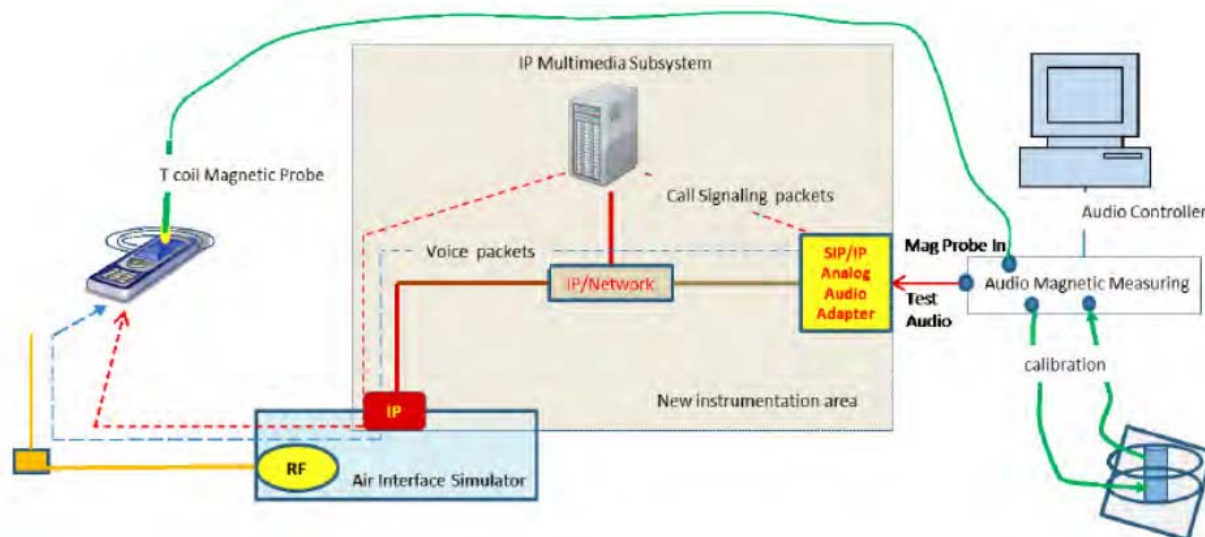 IP Multimedia Subsystem
T coil Magnetic Probe
Call Signaling packets
Audio Controller
Voice packets
Mag Probe In
SIP/IP
Analog
Audio
Adapter
IP/Network
Audio Magnetic Measuring
Test
Audio
calibration
New instrumentation area
IP
RF
Air Interface Simulator